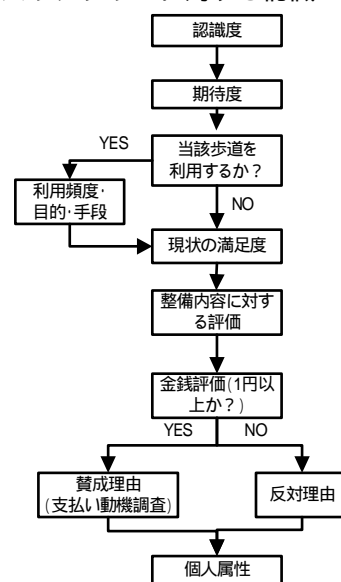 認識度
期待度
当該歩道を
利用するか？
YES
利用頻度・
目的・手段
NO
現状の満足度
整備内容に対す
る評価
金銭評価(1円以
上か？)
YES
NO
賛成理由
(支払い動機調査)
反対理由
個人属性